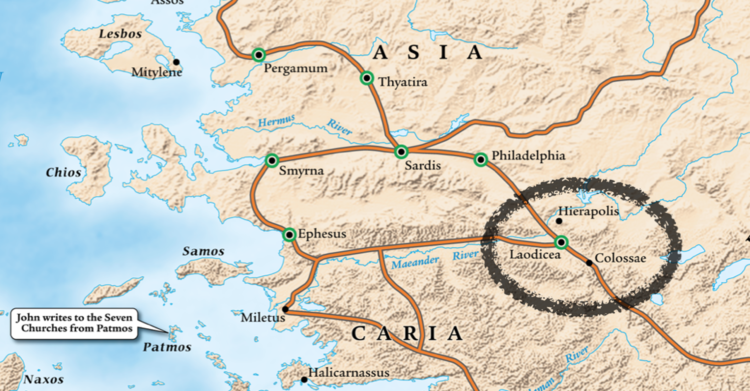 Assos
Lesbos
Mitylene
ASIA
Pergamum
Thyatira
Hermus River
Chios
Smyrna
Sardis
Philadelphia
Hierapolis
Ephesus
Laodicea
Colossae
Samos
Maeander River
John writes to the Seven
Churches from Patmos
Miletus
CARIA
Patmos
Halicarnassus
River
Naxos